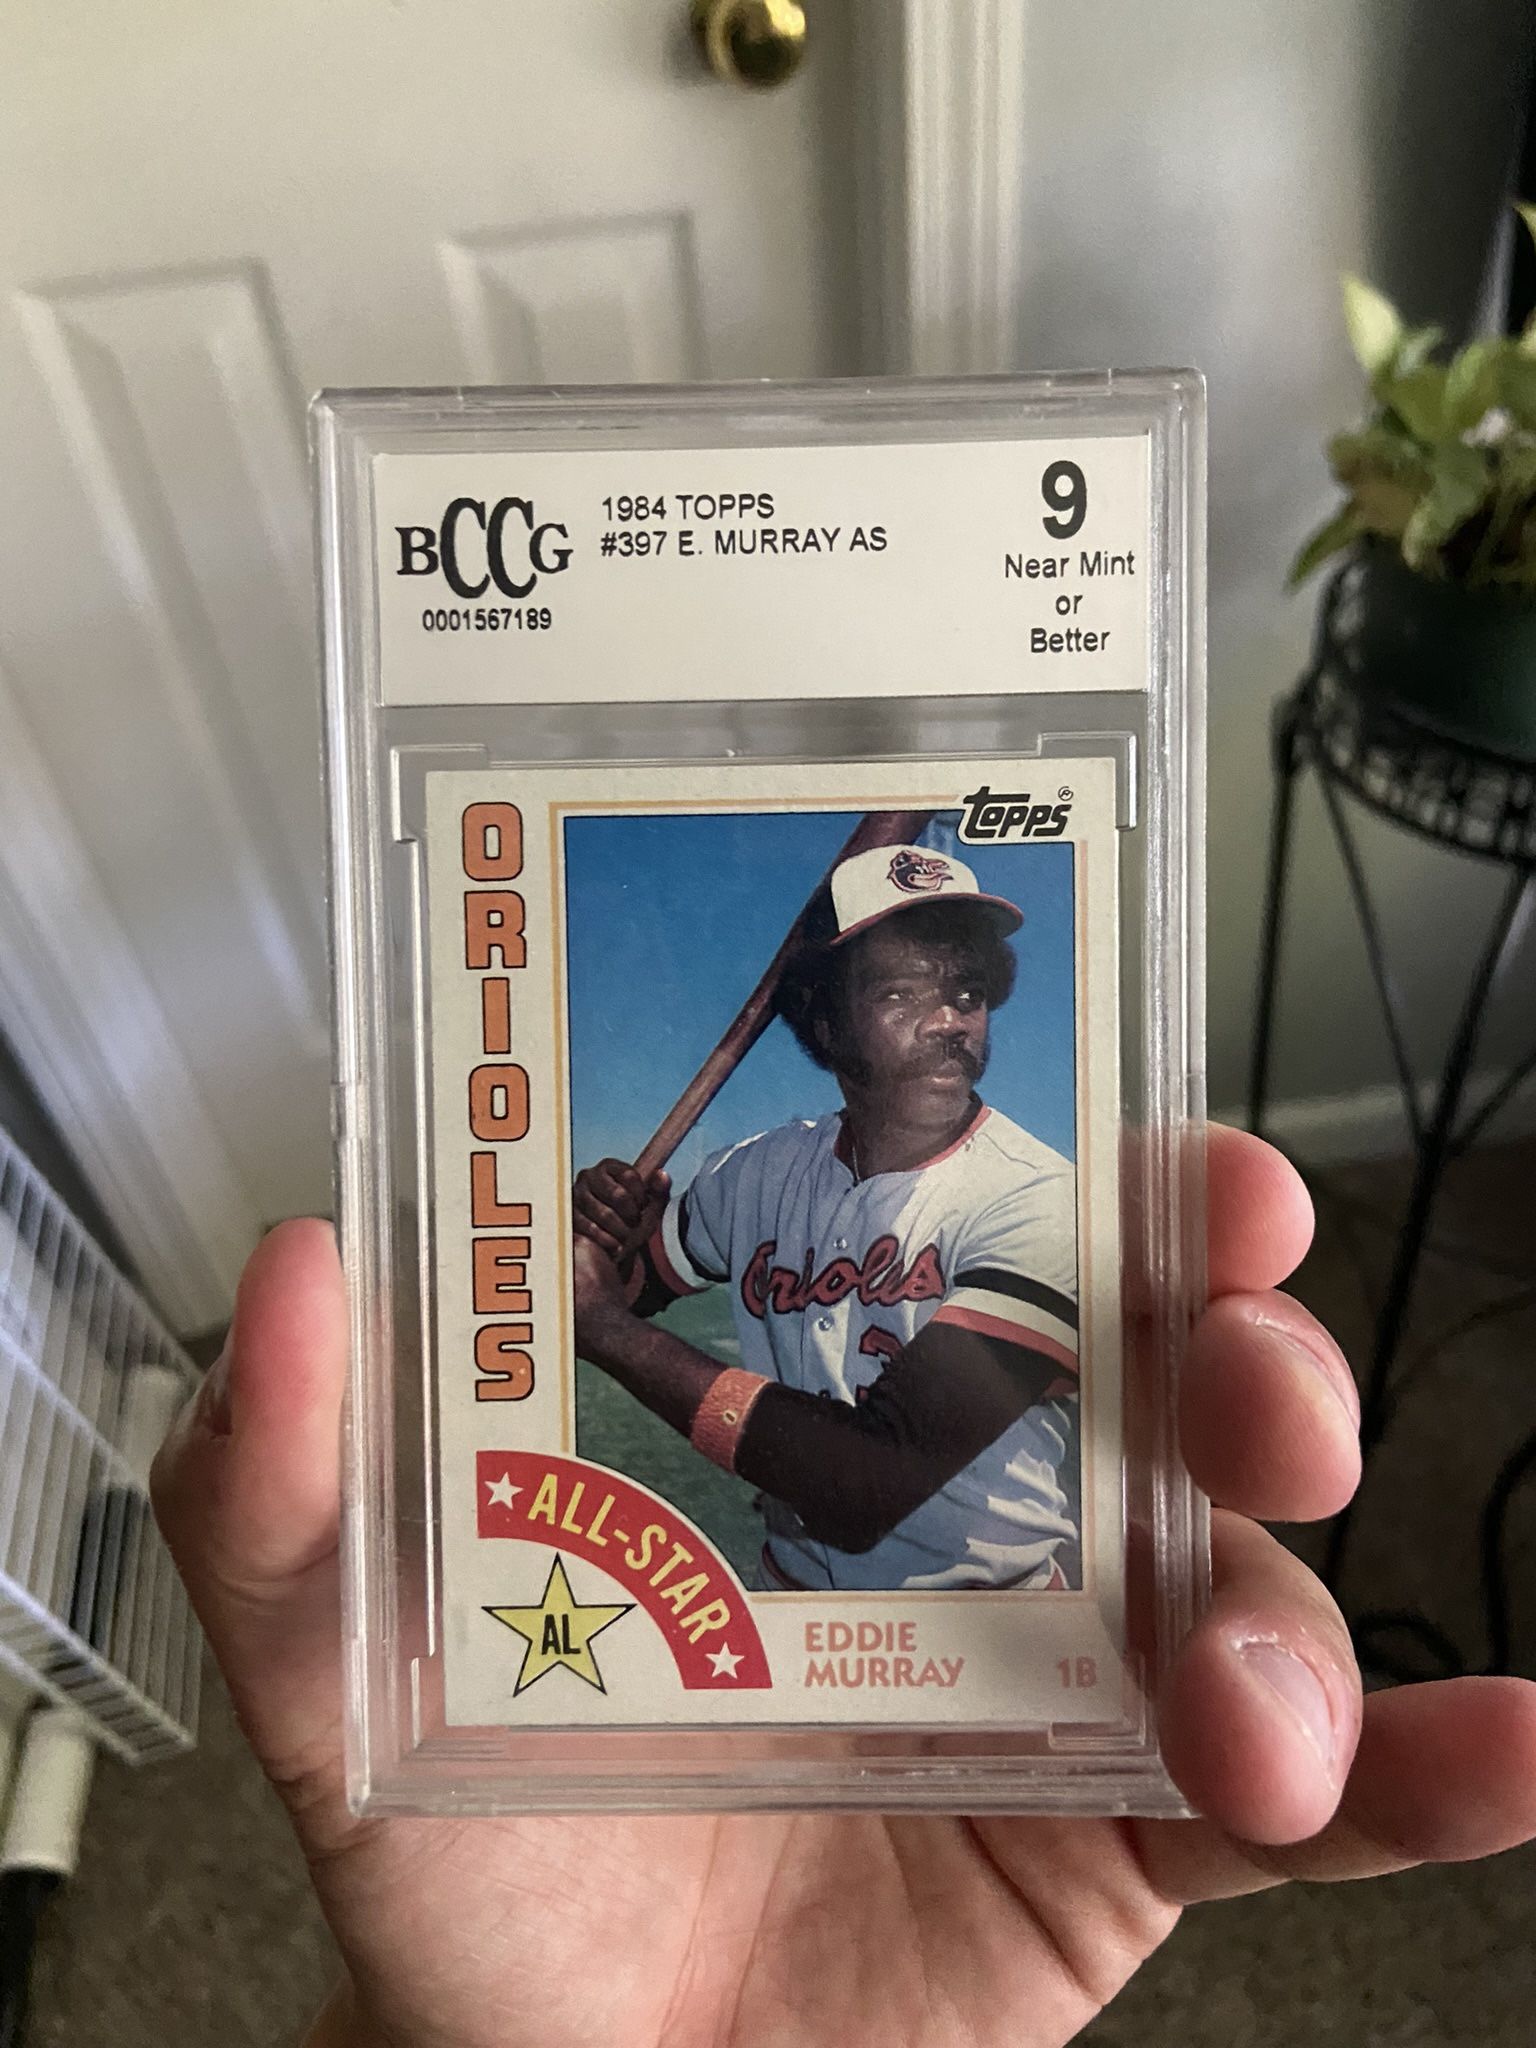 BCCG
0001567189
1984 TOPPS
#397 E. MURRAY AS
9
Near Mint
or
Better
ORIOLES
Topps ®
Orioles
ALL-STAR
AL
EDDIE
MURRAY
1B